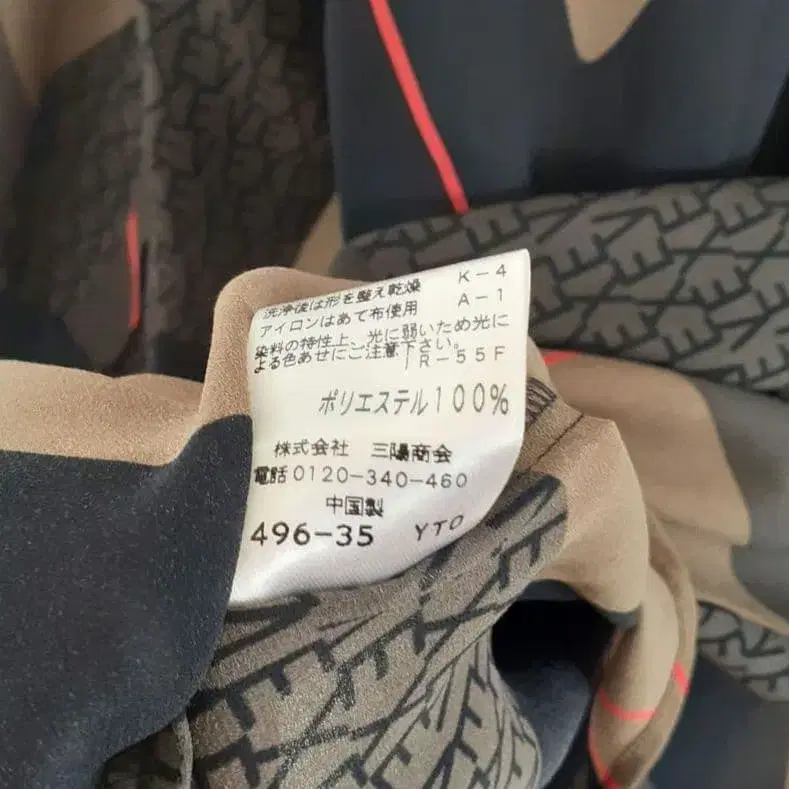 洗浄後は形を整え乾燥 K-4
アイロンはあて布使用 A-1
染料の特性上、光に弱いため光に
よる色あせにご注意下さい。
R-55F
ポリエステル100%
株式会社 三陽商会
電話0120-340-460
中国製
496-35 YTO